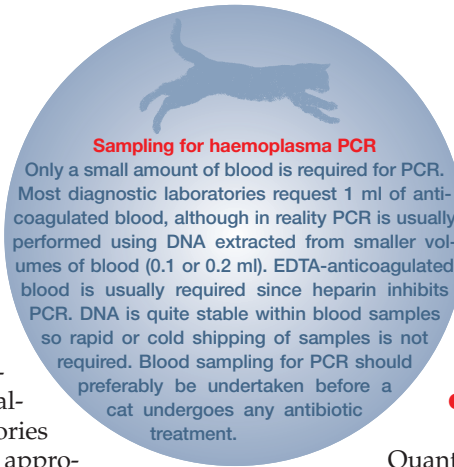 Sampling for haemoplasma PCR
Only a small amount of blood is required for PCR.
Most diagnostic laboratories request 1 ml of anti-
coagulated blood, although in reality PCR is usually
performed using DNA extracted from smaller vol-
umes of blood (0.1 or 0.2 ml). EDTA-anticoagulated
blood is usually required since heparin inhibits
PCR. DNA is quite stable within blood samples
so rapid or cold shipping of samples is not
required. Blood sampling for PCR should
preferably be undertaken before a
cat undergoes any antibiotic
treatment.
-
al-
ories
appro-
Quant